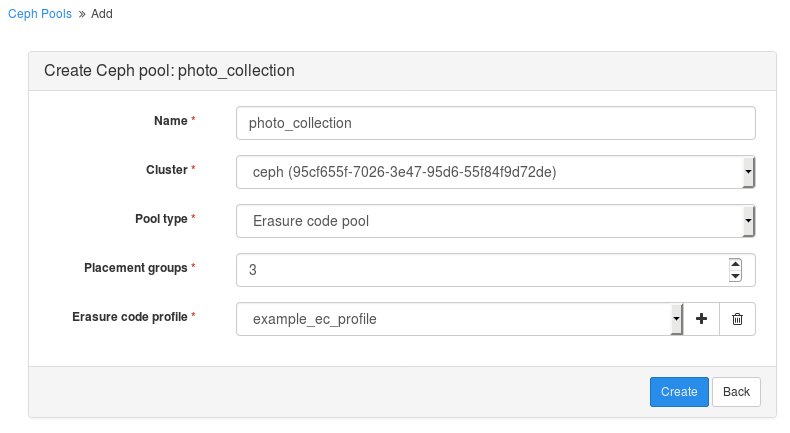 Ceph Pools » Add
Create Ceph pool: photo_collection
Name *
photo_collection
Cluster *
ceph (95cf655f-7026-3e47-95d6-55f84f9d72de)
Pool type *
Erasure code pool
Placement groups *
3
Erasure code profile *
example_ec_profile
Create Back